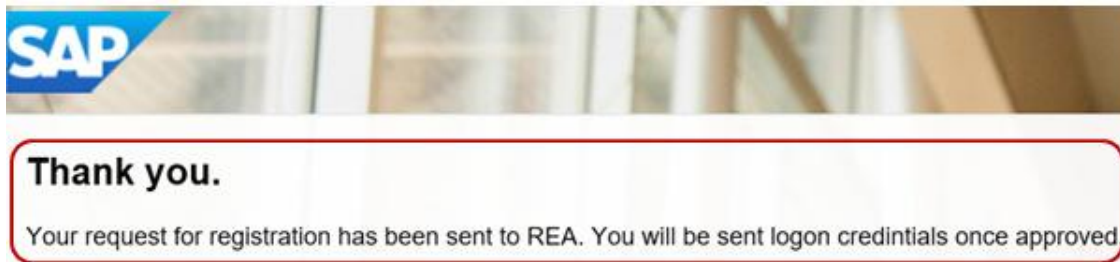 SAP
Thank you.
Your request for registration has been sent to REA. You will be sent logon credintials once approved